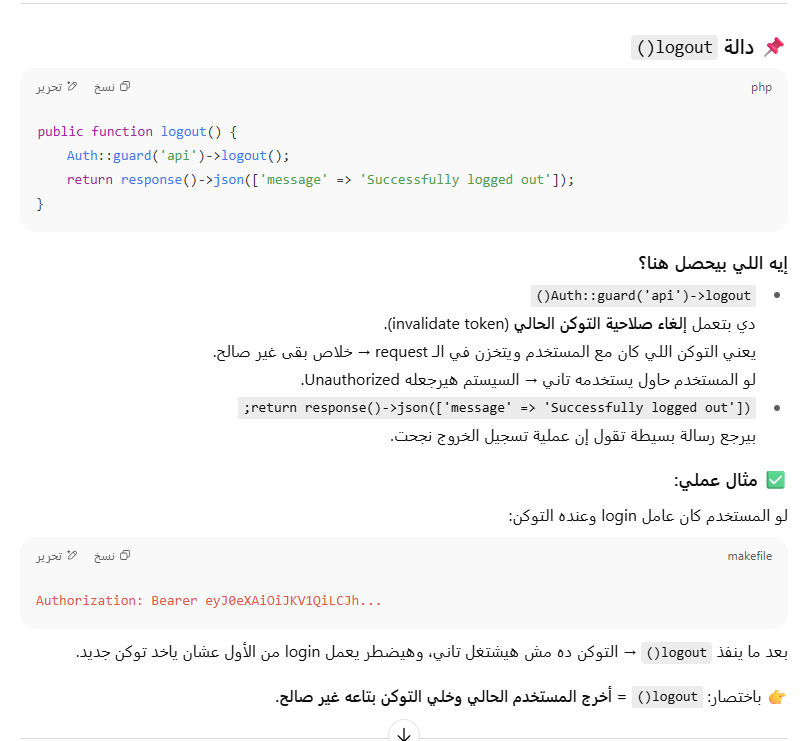 📌 دالة logout()
php
نسخ تحرير
public function logout() {
    Auth::guard('api')->logout();
    return response()->json(['message' => 'Successfully logged out']);
}
إيه اللي بيحصل هنا؟
• Auth::guard('api')->logout()
دي بتعمل إلغاء صلاحية التوكن الحالي (invalidate token).
يعني التوكن اللي كان مع المستخدم ويتخزن في الـ request → خلاص بقى غير صالح.
لو المستخدم حاول يستخدمه تاني → السيستم هيرجعله Unauthorized.
• return response()->json(['message' => 'Successfully logged out']);
بيرجع رسالة بسيطة تقول إن عملية تسجيل الخروج نجحت.
✅ مثال عملي:
لو المستخدم كان عامل login وعنده التوكن:
makefile
نسخ تحرير
Authorization: Bearer eyJ0eXAiOiJKV1QiLCJh...
بعد ما ينفذ logout() → التوكن ده مش هيشتغل تاني، وهيضطر يعمل login من الأول عشان ياخد توكن جديد.
👉 باختصار: logout() = أخرج المستخدم الحالي وخلي التوكن بتاعه غير صالح.